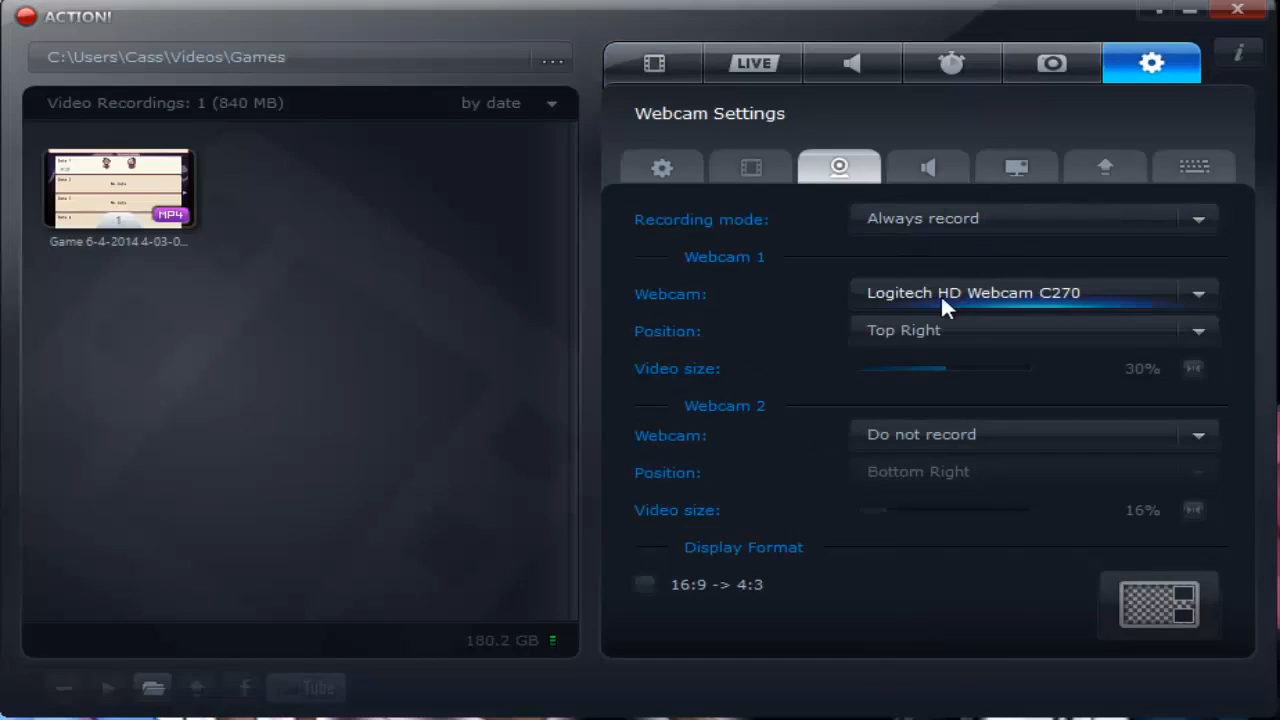 ACTION!
C:\Users\Cass\Videos\Games
...
LIVE
i
Video Recordings: 1 (840 MB)
by date
MP4
Game 6-4-2014 4-03-0...
180.2 GB
f
Tube
Webcam Settings
Recording mode:
Always record
Webcam 1
Webcam:
Logitech HD Webcam C270
Position:
Top Right
Video size:
30%
Webcam 2
Webcam:
Do not record
Position:
Bottom Right
Video size:
16%
Display Format
16:9 -> 4:3